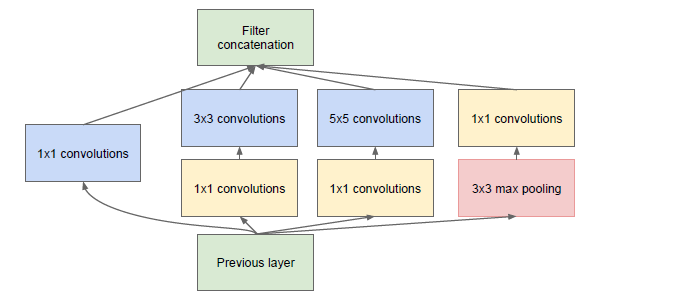 Filter
concatenation
3x3 convolutions
5x5 convolutions
1x1 convolutions
1x1 convolutions
1x1 convolutions
1x1 convolutions
3x3 max pooling
Previous layer